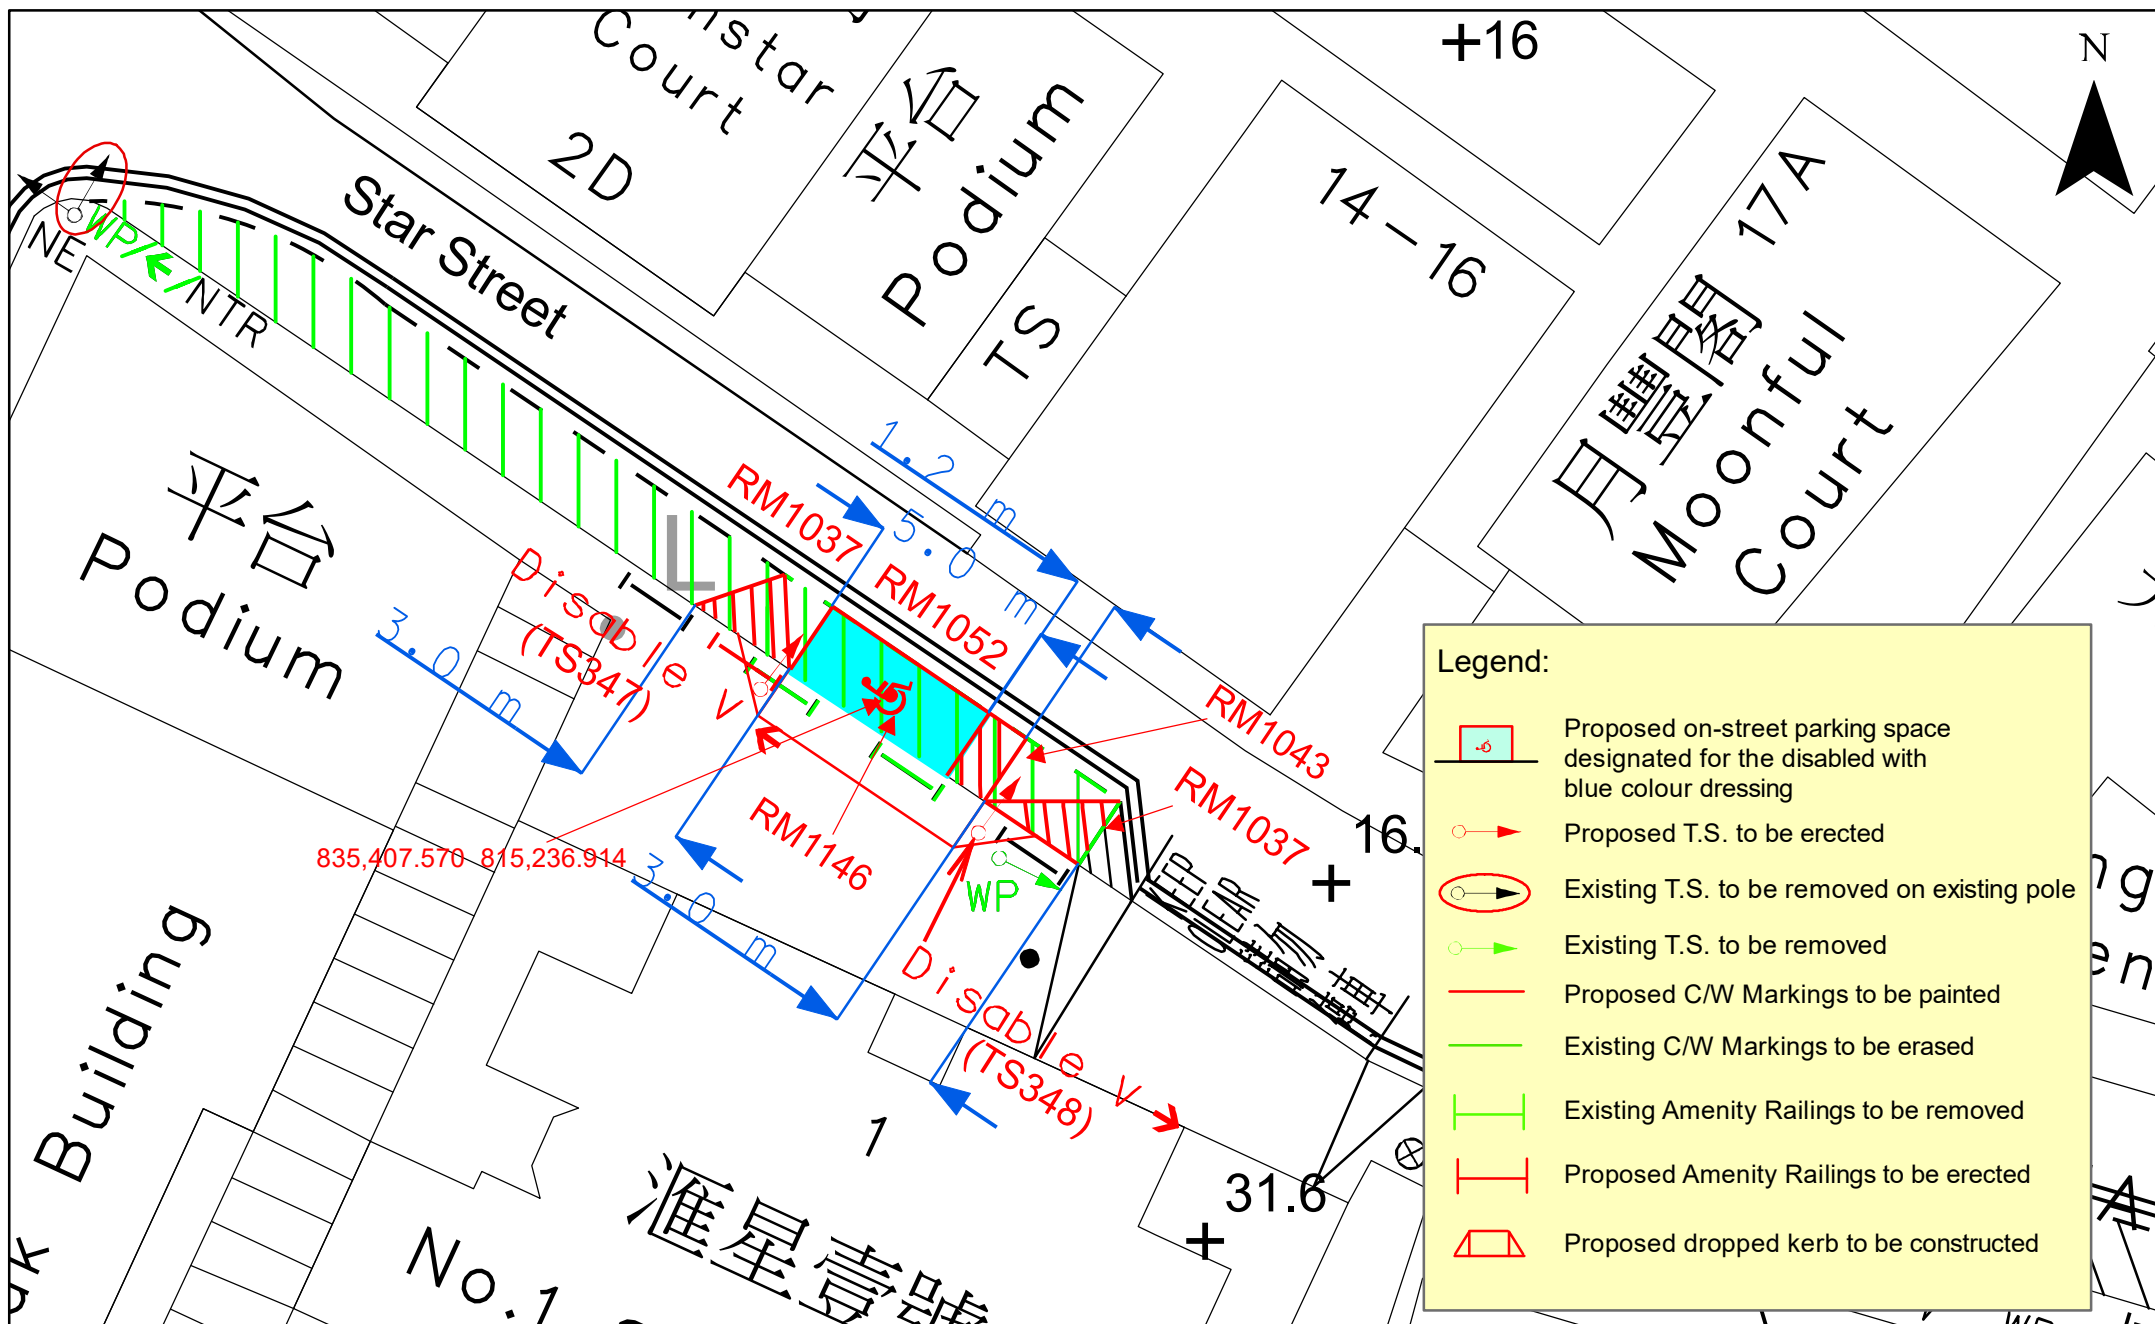 Court
2D
平台
Podium
TS
+16
14-16
月豐閣 17A
Moonful
Court
N
Star Street
NE
WP/
/NTR
平台
Podium
Building
L
1.2 m
5.0 m
3.0 m
3.0 m
RM1037
RM1052
RM1043
RM1037
RM1146
Disable V
(TS347)
Disable V
(TS348)
835,407.570 815,236.914
WP
16.
KEEP
CLEAR
31.6
1
滙星壹號
No.1
Legend:
Proposed on-street parking space
designated for the disabled with
blue colour dressing
Proposed T.S. to be erected
Existing T.S. to be removed on existing pole
Existing T.S. to be removed
Proposed C/W Markings to be painted
Existing C/W Markings to be erased
Existing Amenity Railings to be removed
Proposed Amenity Railings to be erected
Proposed dropped kerb to be constructed